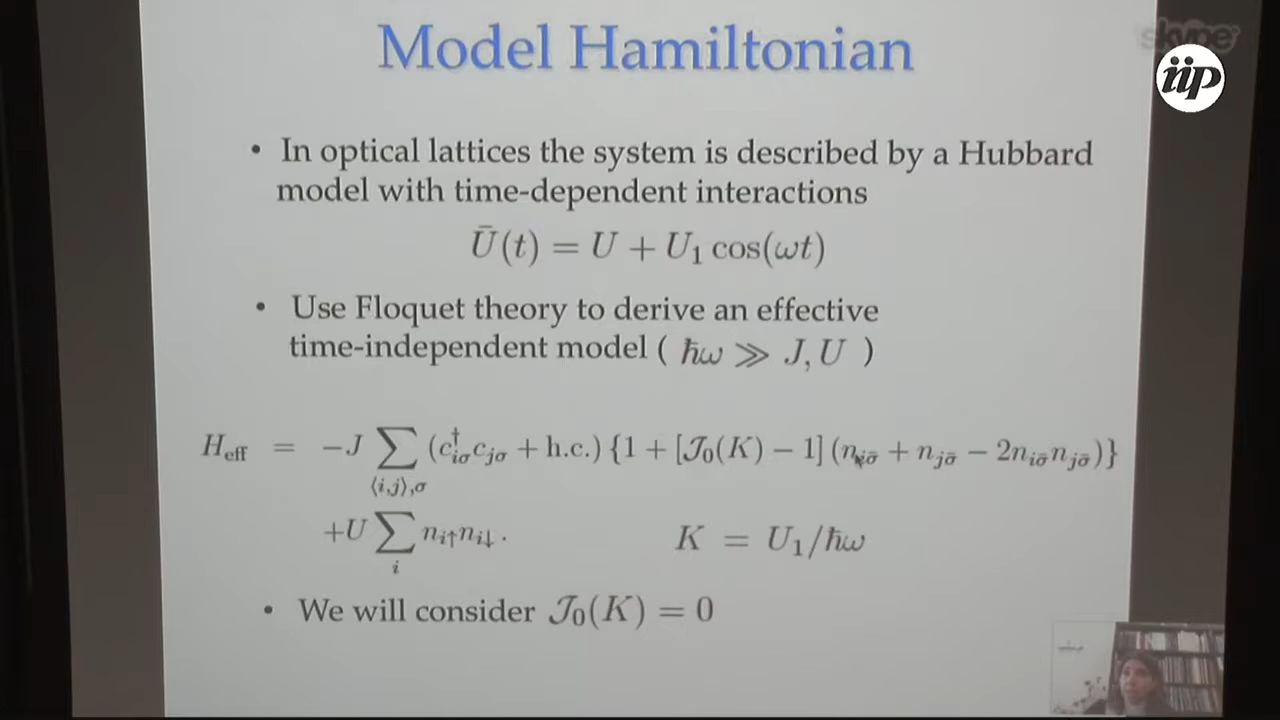 Model Hamiltonian
skype
iip
• In optical lattices the system is described by a Hubbard
model with time-dependent interactions
Ū(t) = U + U₁ cos(ωt)
• Use Floquet theory to derive an effective
time-independent model ( ħω ≫ J, U )
H_eff = −J ∑_{⟨i,j⟩,σ} (c†_{iσ} c_{jσ} + h.c.) {1 + [𝒥₀(K) − 1] (n_{iσ̄} + n_{jσ̄} − 2n_{iσ̄}n_{jσ̄})}
+U ∑_i n_{i↑}n_{i↓} . K = U₁/ħω
• We will consider 𝒥₀(K) = 0